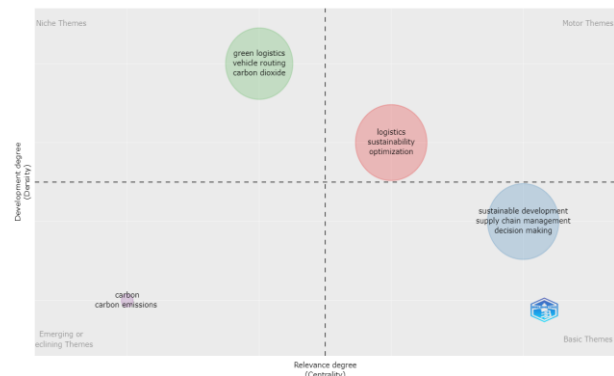 Niche Themes
Motor Themes
green logistics
vehicle routing
carbon dioxide
logistics
sustainability
optimization
Development degree
(Density)
sustainable development
supply chain management
decision making
carbon
carbon emissions
Emerging or
eclining Themes
Basic Themes
Relevance degree
(Centrality)